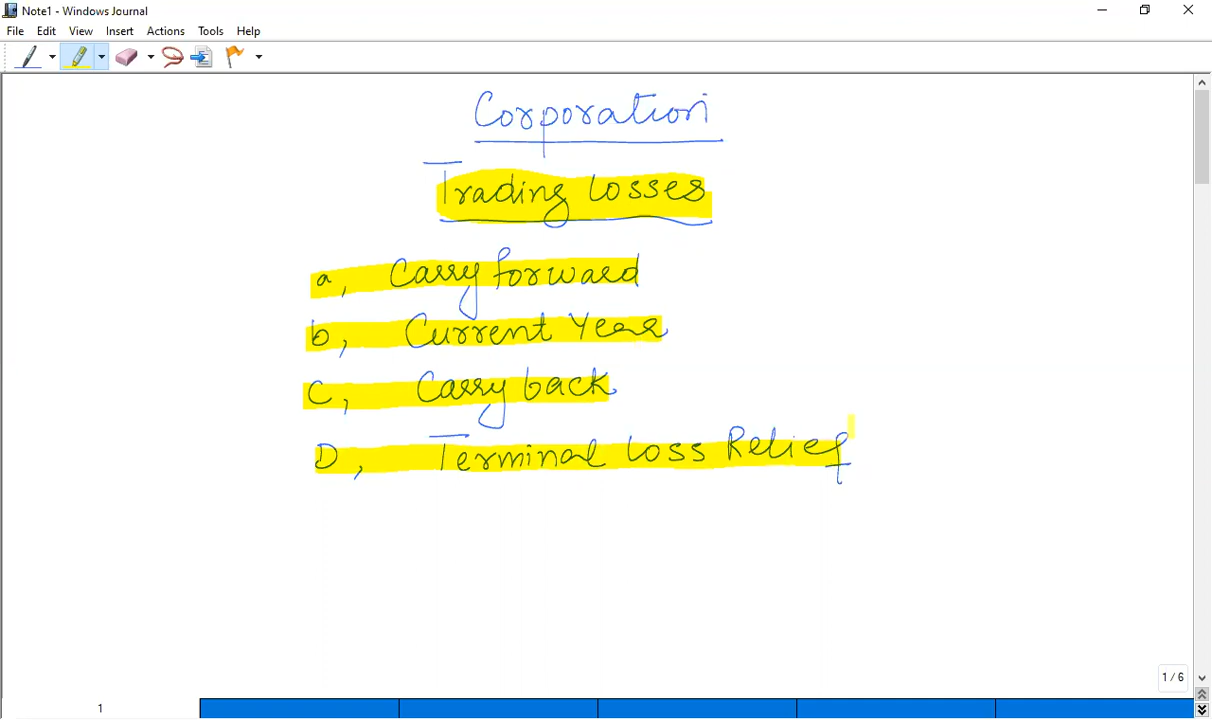 Note1 - Windows Journal
File Edit View Insert Actions Tools Help
Corporation
Trading losses
a, Carry forward
b, Current Year
C, Carry back
D, Terminal loss Relief
1 / 6
1